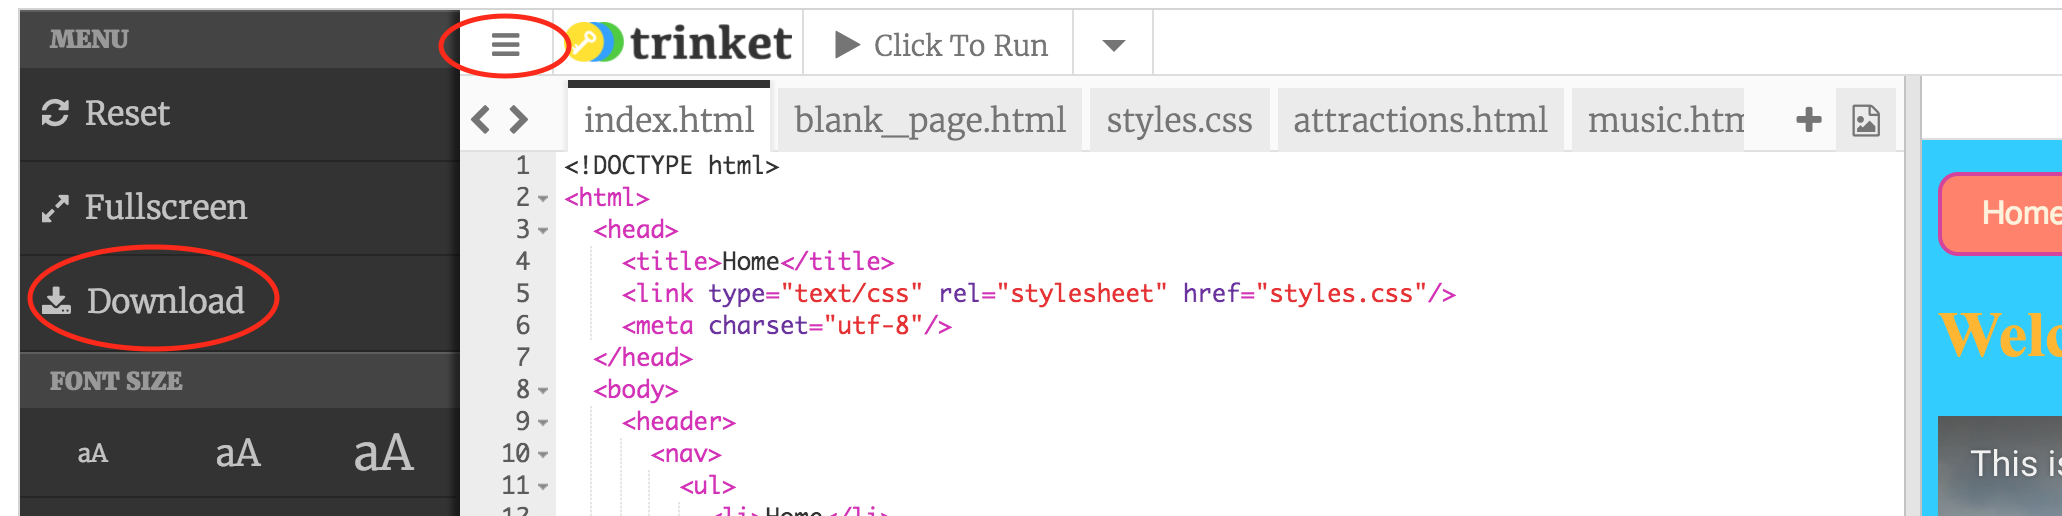 MENU
Reset
Fullscreen
Download
FONT SIZE
aA aA aA
trinket Click To Run
index.html blank_page.html styles.css attractions.html music.htm
1 <!DOCTYPE html>
2 <html>
3 <head>
4 <title>Home</title>
5 <link type="text/css" rel="stylesheet" href="styles.css"/>
6 <meta charset="utf-8"/>
7 </head>
8 <body>
9 <header>
10 <nav>
11 <ul>
12 <li>Home</li>
Home
Welc
This is